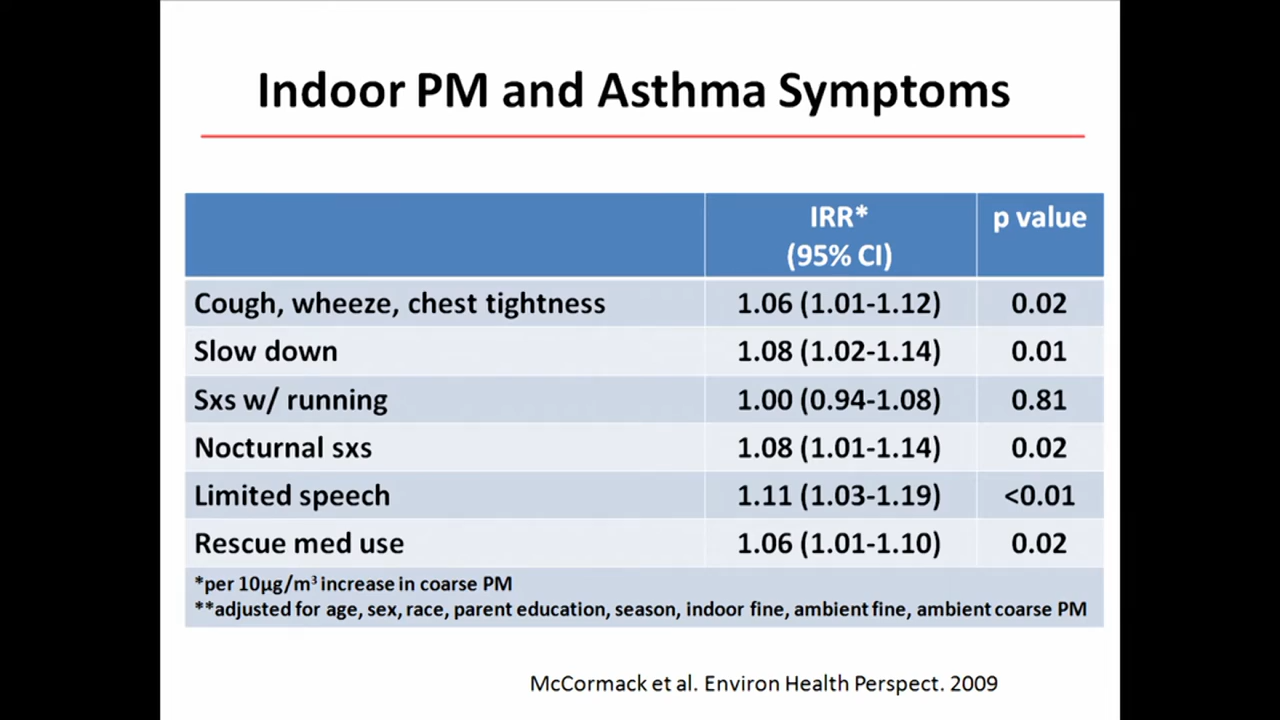 Indoor PM and Asthma Symptoms
IRR* p value
(95% CI)
Cough, wheeze, chest tightness 1.06 (1.01-1.12) 0.02
Slow down 1.08 (1.02-1.14) 0.01
Sxs w/ running 1.00 (0.94-1.08) 0.81
Nocturnal sxs 1.08 (1.01-1.14) 0.02
Limited speech 1.11 (1.03-1.19) <0.01
Rescue med use 1.06 (1.01-1.10) 0.02
*per 10µg/m³ increase in coarse PM
**adjusted for age, sex, race, parent education, season, indoor fine, ambient fine, ambient coarse PM
McCormack et al. Environ Health Perspect. 2009